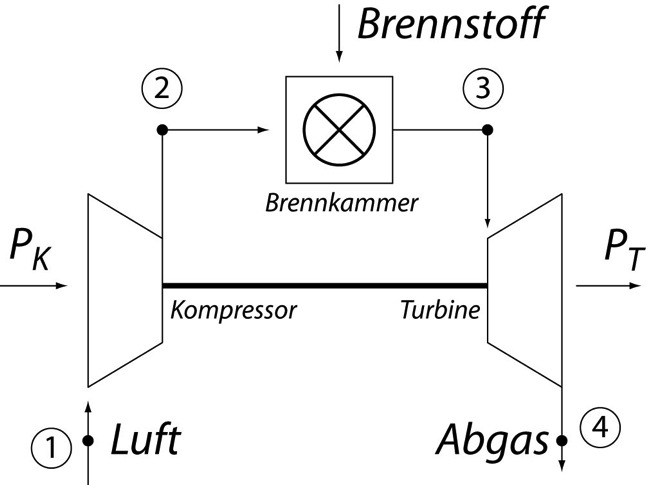 Brennstoff
2
3
Brennkammer
P_K
P_T
Kompressor
Turbine
1
Luft
Abgas
4